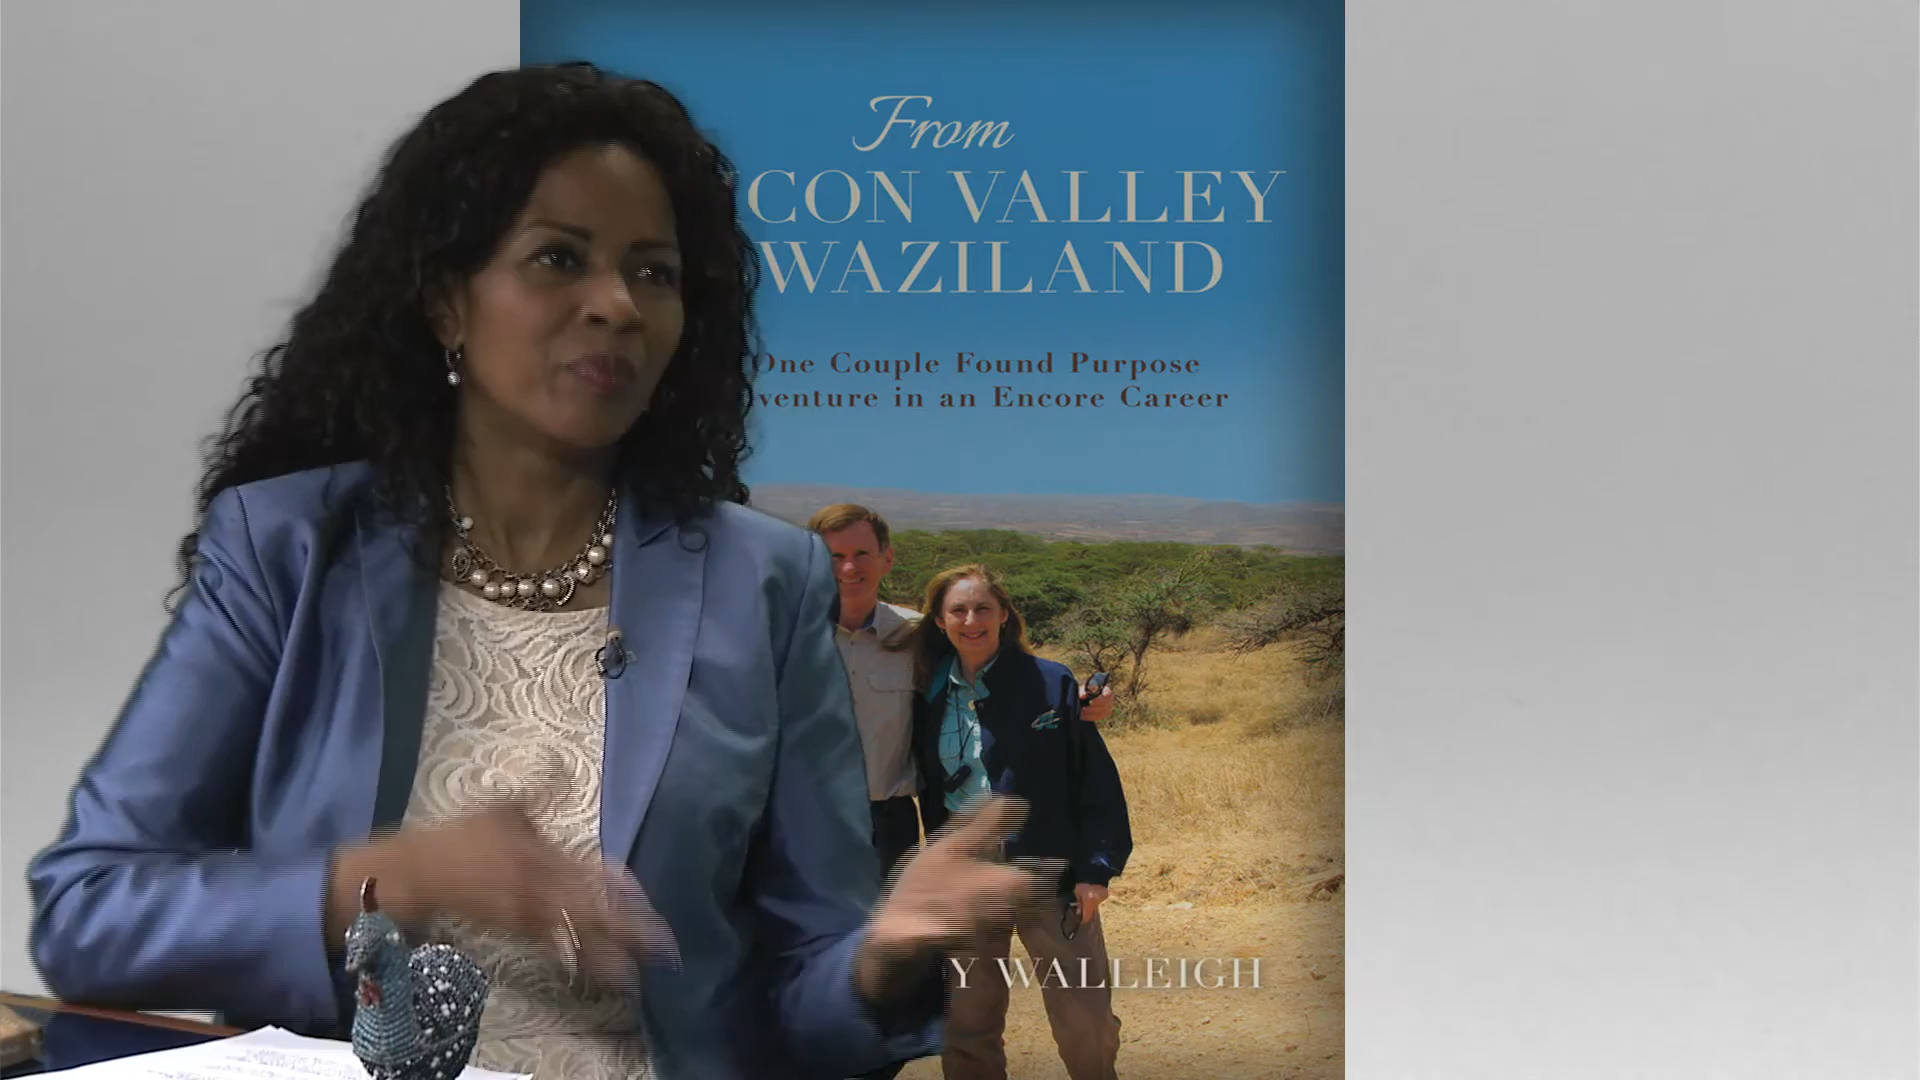 From
CON VALLEY
WAZILAND
One Couple Found Purpose
venture in an Encore Career
Y WALLEIGH